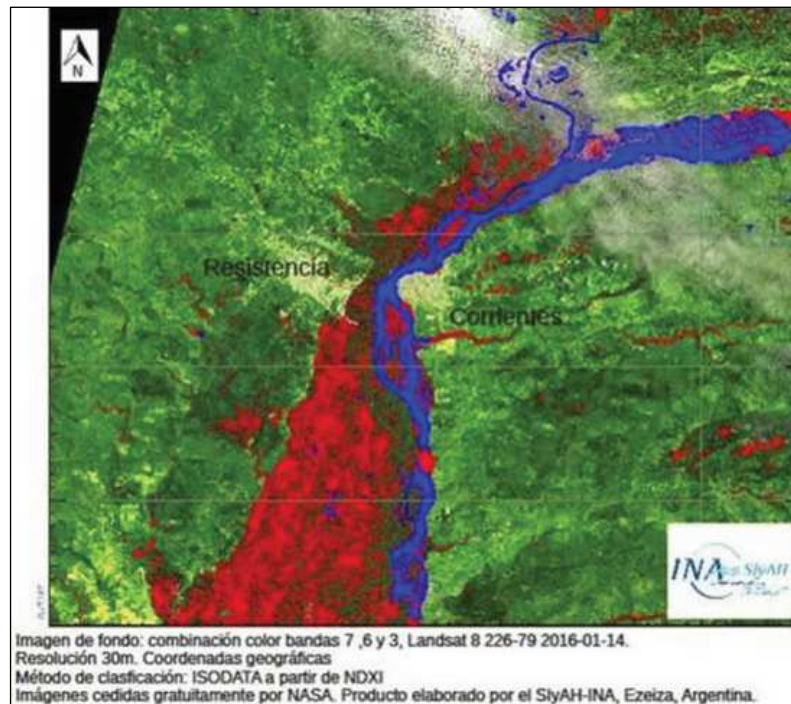 N
Resistencia
Corrientes
INA SIyAH
Imagen de fondo: combinación color bandas 7 ,6 y 3, Landsat 8 226-79 2016-01-14.
Resolución 30m. Coordenadas geográficas
Método de clasficación: ISODATA a partir de NDXI
Imágenes cedidas gratuitamente por NASA. Producto elaborado por el SIyAH-INA, Ezeiza, Argentina.